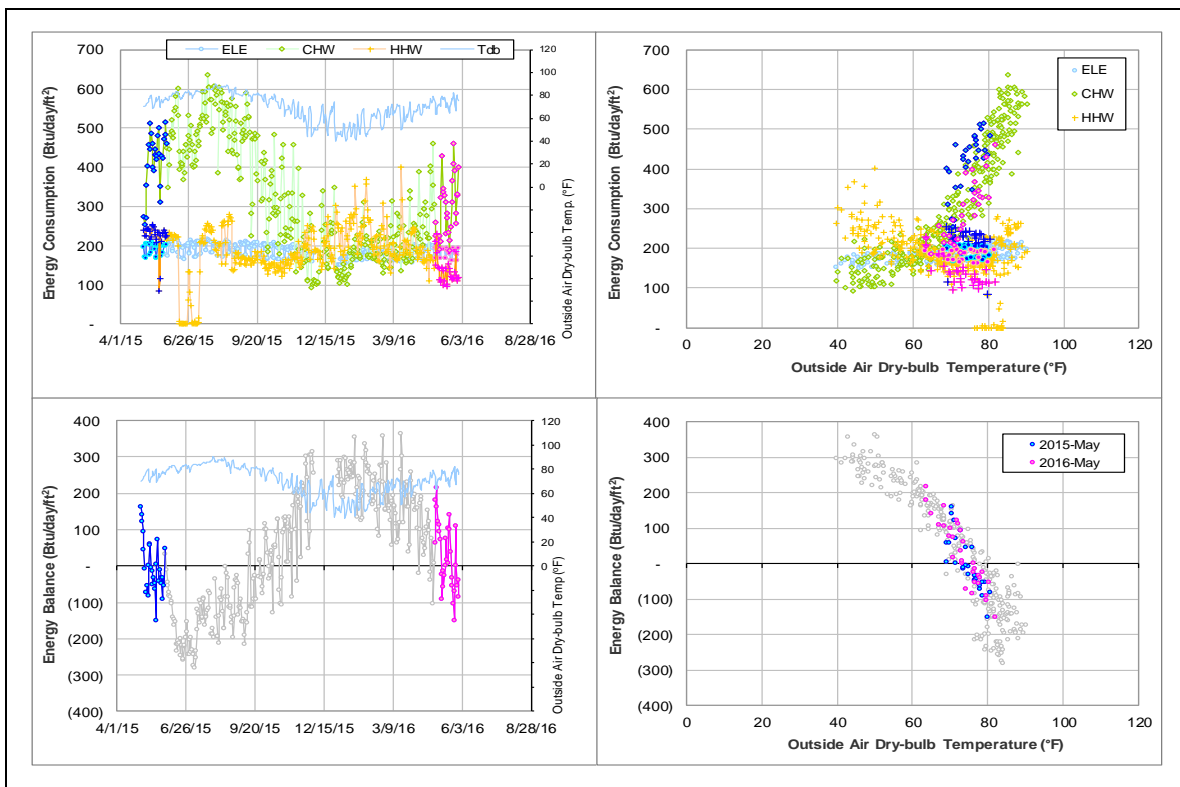 ELE CHW HHW Tdb
700
600
500
400
300
200
100
-
120
100
80
60
40
20
0
Energy Consumption (Btu/day/ft²)
Outside Air Dry-bulb Temp. (°F)
4/1/15 6/26/15 9/20/15 12/15/15 3/9/16 6/3/16 8/28/16
ELE
CHW
HHW
700
600
500
400
300
200
100
-
Energy Consumption (Btu/day/ft²)
0 20 40 60 80 100 120
Outside Air Dry-bulb Temperature (°F)
400
300
200
100
-
(100)
(200)
(300)
(400)
120
100
80
60
40
20
0
Energy Balance (Btu/day/ft²)
Outside Air Dry-bulb Temp (°F)
4/1/15 6/26/15 9/20/15 12/15/15 3/9/16 6/3/16 8/28/16
2015-May
2016-May
400
300
200
100
-
(100)
(200)
(300)
(400)
Energy Balance (Btu/day/ft²)
0 20 40 60 80 100 120
Outside Air Dry-bulb Temperature (°F)